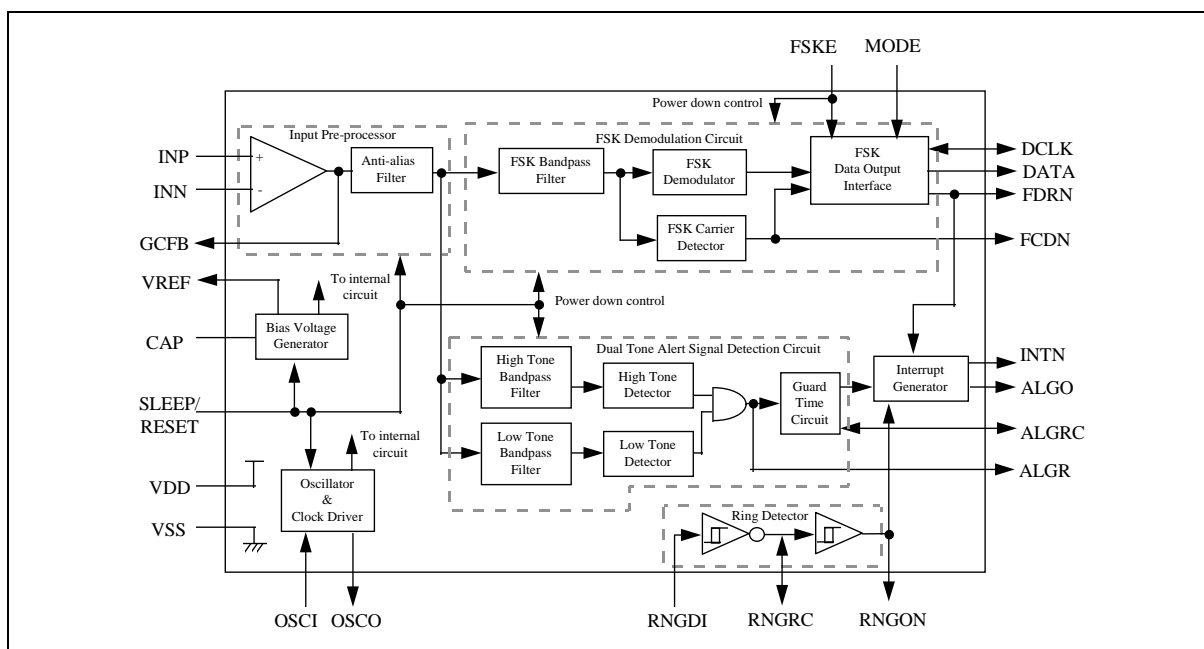 FSKE
MODE
Power down control
Input Pre-processor
FSK Demodulation Circuit
INP
+
INN
-
Anti-alias
Filter
FSK Bandpass
Filter
FSK
Demodulator
FSK
Data Output
Interface
DCLK
DATA
FDRN
FSK Carrier
Detector
GCFB
FCDN
VREF
To internal
circuit
Power down control
CAP
Bias Voltage
Generator
Dual Tone Alert Signal Detection Circuit
High Tone
Bandpass
Filter
High Tone
Detector
Guard
Time
Circuit
Interrupt
Generator
INTN
ALGO
SLEEP/
RESET
To internal
circuit
Low Tone
Bandpass
Filter
Low Tone
Detector
ALGRC
ALGR
VDD
Oscillator
&
Clock Driver
VSS
Ring Detector
OSCI
OSCO
RNGDI
RNGRC
RNGON